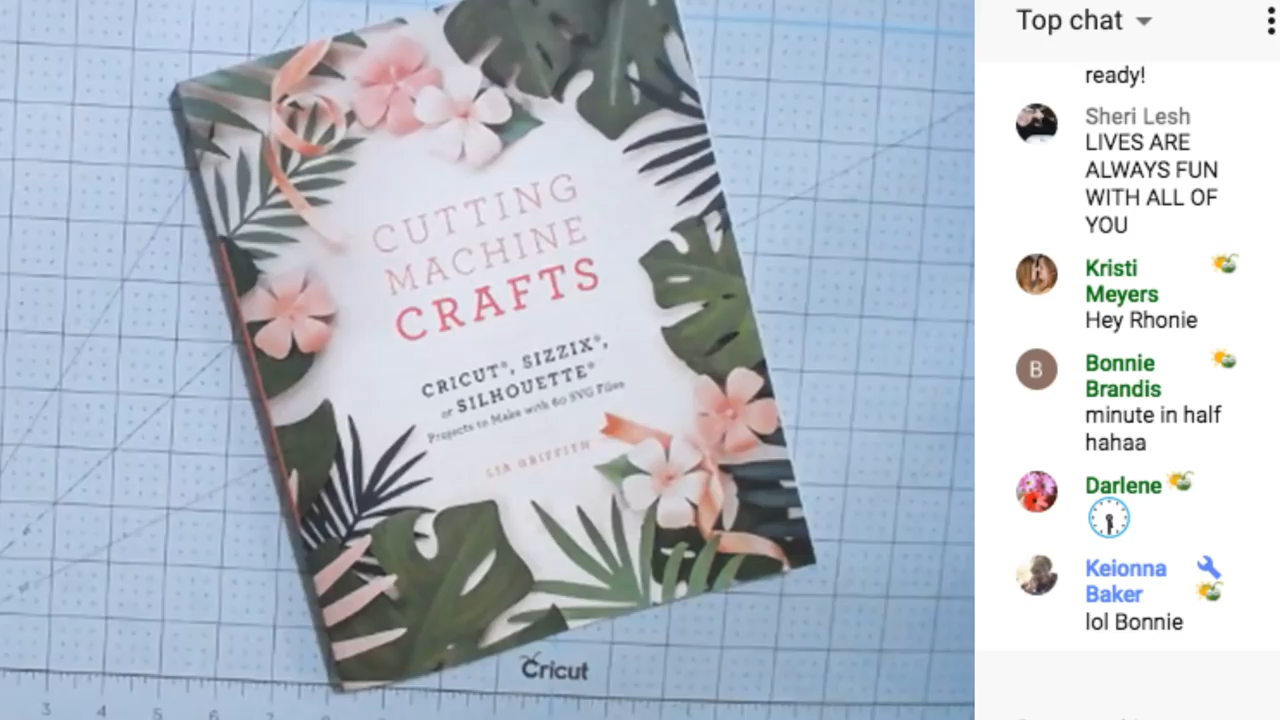 CUTTING
MACHINE
CRAFTS
CRICUT®, SIZZIX®,
or SILHOUETTE®
Projects to Make with 60 SVG Files
LIA GRIFFITH
Cricut
3 4 5 6 7 8
Top chat
ready!
Sheri Lesh
LIVES ARE
ALWAYS FUN
WITH ALL OF
YOU
Kristi
Meyers
Hey Rhonie
B
Bonnie
Brandis
minute in half
hahaa
Darlene
Keionna
Baker
lol Bonnie